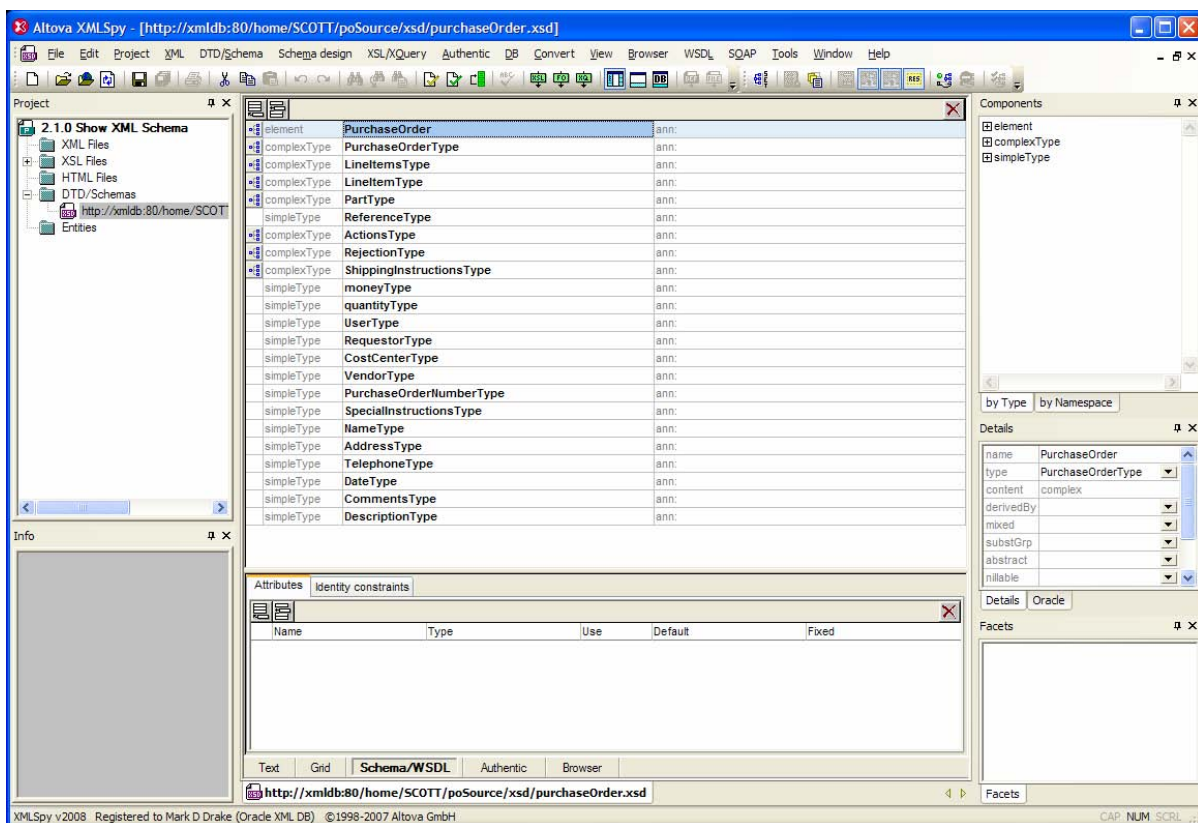 Altova XMLSpy - [http://xmldb:80/home/SCOTT/poSource/xsd/purchaseOrder.xsd]
File Edit Project XML DTD/Schema Schema design XSL/XQuery Authentic DB Convert View Browser WSDL SOAP Tools Window Help
Project
2.1.0 Show XML Schema
XML Files
XSL Files
HTML Files
DTD/Schemas
http://xmldb:80/home/SCOT
Entities
Info
element PurchaseOrder ann:
complexType PurchaseOrderType ann:
complexType LineItemsType ann:
complexType LineItemType ann:
complexType PartType ann:
simpleType ReferenceType ann:
complexType ActionsType ann:
complexType RejectionType ann:
complexType ShippingInstructionsType ann:
simpleType moneyType ann:
simpleType quantityType ann:
simpleType UserType ann:
simpleType RequestorType ann:
simpleType CostCenterType ann:
simpleType VendorType ann:
simpleType PurchaseOrderNumberType ann:
simpleType SpecialInstructionsType ann:
simpleType NameType ann:
simpleType AddressType ann:
simpleType TelephoneType ann:
simpleType DateType ann:
simpleType CommentsType ann:
simpleType DescriptionType ann:
Attributes Identity constraints
Name Type Use Default Fixed
Text Grid Schema/WSDL Authentic Browser
http://xmldb:80/home/SCOTT/poSource/xsd/purchaseOrder.xsd
Components
element
complexType
simpleType
by Type by Namespace
Details
name PurchaseOrder
type PurchaseOrderType
content complex
derivedBy
mixed
substGrp
abstract
nillable
Details Oracle
Facets
Facets
XMLSpy v2008 Registered to Mark D Drake (Oracle XML DB) ©1998-2007 Altova GmbH
CAP NUM SCRL